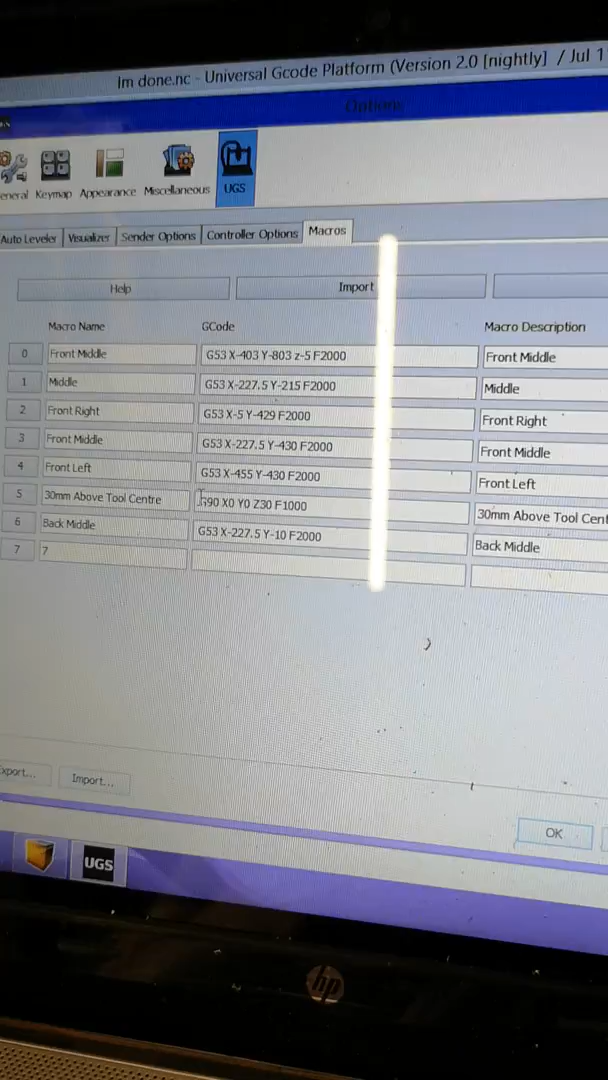 Im done.nc - Universal Gcode Platform (Version 2.0 [nightly] / Jul 1
Options
eneral Keymap Appearance Miscellaneous UGS
Auto Leveler Visualizer Sender Options Controller Options Macros
Help Import
Macro Name GCode Macro Description
0 Front Middle G53 X-403 Y-803 z-5 F2000 Front Middle
1 Middle G53 X-227.5 Y-215 F2000 Middle
2 Front Right G53 X-5 Y-429 F2000 Front Right
3 Front Middle G53 X-227.5 Y-430 F2000 Front Middle
4 Front Left G53 X-455 Y-430 F2000 Front Left
5 30mm Above Tool Centre G90 X0 Y0 Z30 F1000 30mm Above Tool Cent
6 Back Middle G53 X-227.5 Y-10 F2000 Back Middle
7 7
xport... Import...
OK
UGS
hp